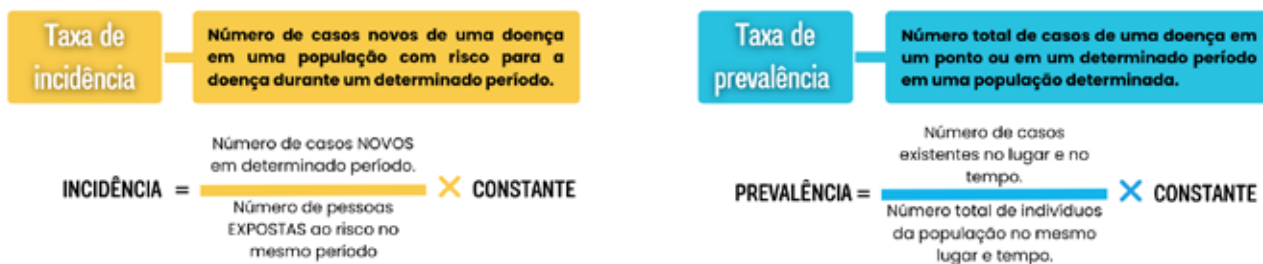 Taxa de
incidência
Número de casos novos de uma doença
em uma população com risco para a
doença durante um determinado período.
Número de casos NOVOS
em determinado período.
INCIDÊNCIA = × CONSTANTE
Número de pessoas
EXPOSTAS ao risco no
mesmo período
Taxa de
prevalência
Número total de casos de uma doença em
um ponto ou em um determinado período
em uma população determinada.
Número de casos
existentes no lugar e no
tempo.
PREVALÊNCIA = × CONSTANTE
Número total de indivíduos
da população no mesmo
lugar e tempo.